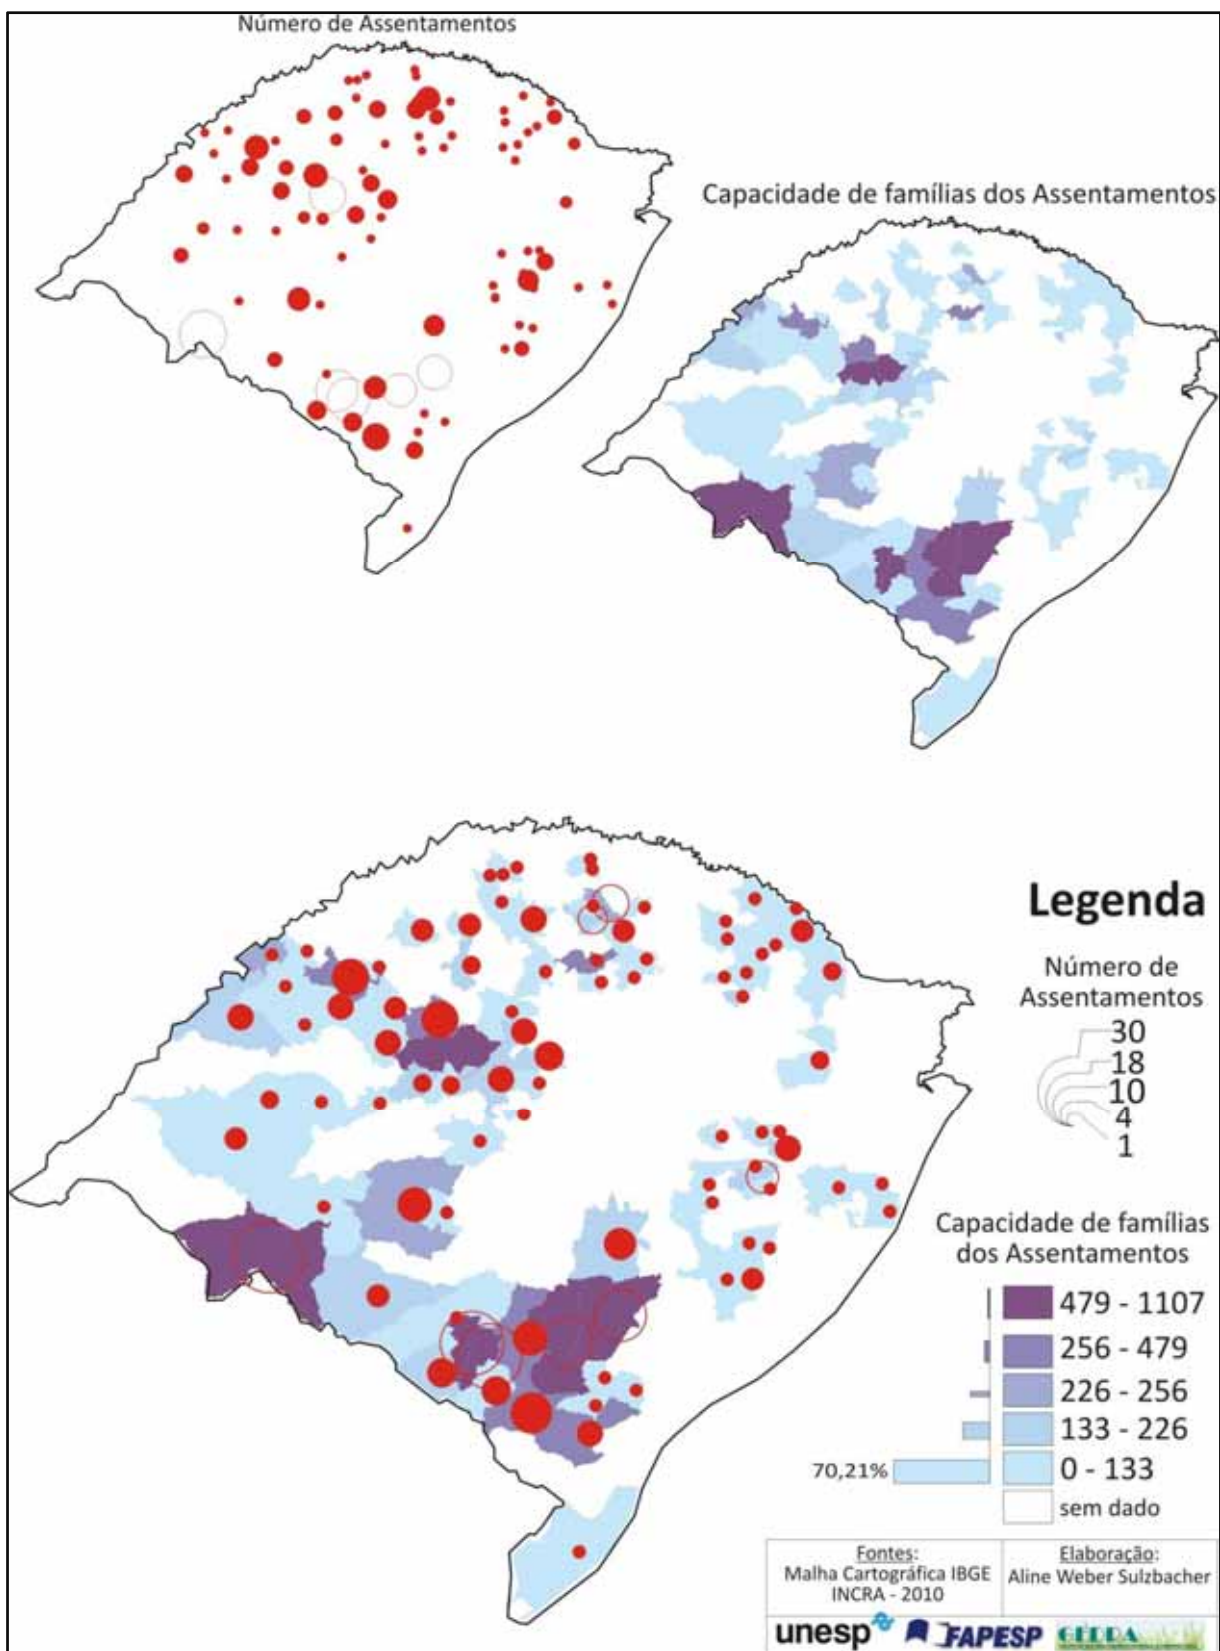 Número de Assentamentos
Capacidade de famílias dos Assentamentos
Legenda
Número de
Assentamentos
30
18
10
4
1
Capacidade de famílias
dos Assentamentos
479 - 1107
256 - 479
226 - 256
133 - 226
70,21%
0 - 133
sem dado
Fontes:
Malha Cartográfica IBGE
INCRA - 2010
Elaboração:
Aline Weber Sulzbacher
unesp
FAPESP